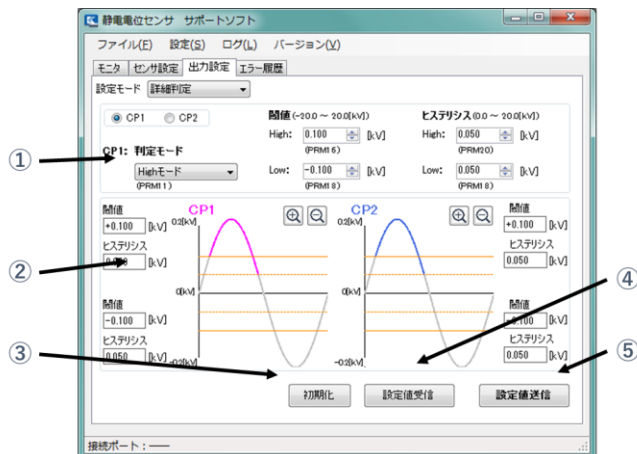 静電電位センサ サポートソフト
ファイル(F) 設定(S) ログ(L) バージョン(V)
モニタ センサ設定 出力設定 エラー履歴
設定モード 詳細判定
CP1 CP2
閾値(-20.0 ～ 20.0[kV])
ヒステリシス(0.0 ～ 20.0[kV])
High: 0.100 [kV]
(PRM16)
High: 0.050 [kV]
(PRM20)
①
CP1: 判定モード
Highモード
(PRM11)
Low: -0.100 [kV]
(PRM18)
Low: 0.050 [kV]
(PRM18)
閾値
+0.100 [kV]
ヒステリシス
[kV]
②
閾値
-0.100 [kV]
ヒステリシス
0.050 [kV]
CP1
0.2[kV]
0[kV]
-0.2[kV]
CP2
0.2[kV]
0[kV]
-0.2[kV]
閾値
+0.100 [kV]
ヒステリシス
0.050 [kV]
閾値
-0.100 [kV]
ヒステリシス
0.050 [kV]
③
④
⑤
初期化 設定値受信 設定値送信
接続ポート：——